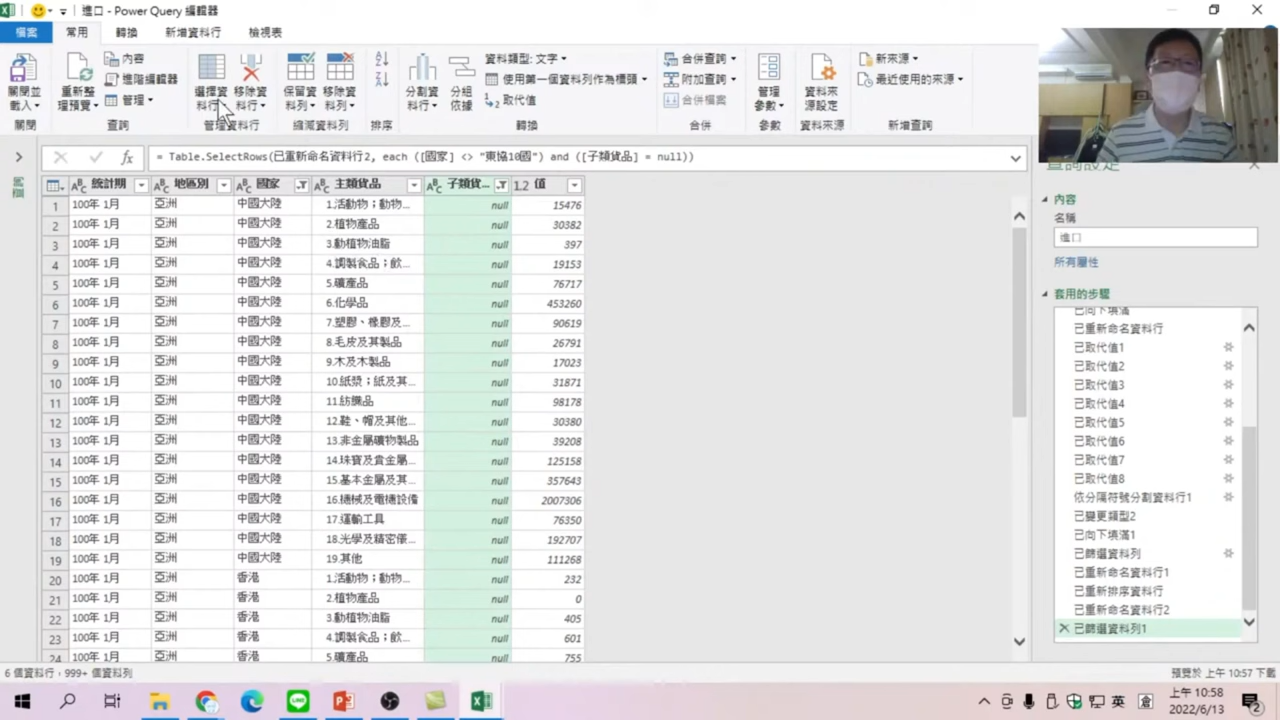 進口 - Power Query 編輯器
檔案 常用 轉換 新增資料行 檢視表
關閉並載入 重新整理預覽 內容 進階編輯器 管理 選擇資料行 移除資料行 保留資料列 移除資料列 分割資料行 分組依據 資料類型: 文字 使用第一個資料列作為標頭 取代值 合併查詢 附加查詢 合併檔案 管理參數 資料來源設定 新來源 最近使用的來源
關閉 查詢 管理資料行 縮減資料列 排序 轉換 合併 參數 資料來源 新增查詢
= Table.SelectRows(已重新命名資料行2, each ([國家] <> "東協10國") and ([子類貨品] = null))
統計期 地區別 國家 主類貨品 子類貨... 1.2 值
1 100年 1月 亞洲 中國大陸 1.活動物;動物... null 15476
2 100年 1月 亞洲 中國大陸 2.植物產品 null 30382
3 100年 1月 亞洲 中國大陸 3.動植物油脂 null 397
4 100年 1月 亞洲 中國大陸 4.調製食品;飲... null 19153
5 100年 1月 亞洲 中國大陸 5.礦產品 null 76717
6 100年 1月 亞洲 中國大陸 6.化學品 null 453260
7 100年 1月 亞洲 中國大陸 7.塑膠、橡膠及... null 90619
8 100年 1月 亞洲 中國大陸 8.毛皮及其製品 null 26791
9 100年 1月 亞洲 中國大陸 9.木及木製品 null 17023
10 100年 1月 亞洲 中國大陸 10.紙漿;紙及其... null 31871
11 100年 1月 亞洲 中國大陸 11.紡織品 null 98178
12 100年 1月 亞洲 中國大陸 12.鞋、帽及其他... null 30380
13 100年 1月 亞洲 中國大陸 13.非金屬礦物製品 null 39208
14 100年 1月 亞洲 中國大陸 14.珠寶及貴金屬... null 125158
15 100年 1月 亞洲 中國大陸 15.基本金屬及其... null 357643
16 100年 1月 亞洲 中國大陸 16.機械及電機設備 null 2007306
17 100年 1月 亞洲 中國大陸 17.運輸工具 null 76350
18 100年 1月 亞洲 中國大陸 18.光學及精密儀... null 192707
19 100年 1月 亞洲 中國大陸 19.其他 null 111268
20 100年 1月 亞洲 香港 1.活動物;動物... null 232
21 100年 1月 亞洲 香港 2.植物產品 null 0
22 100年 1月 亞洲 香港 3.動植物油脂 null 405
23 100年 1月 亞洲 香港 4.調製食品;飲... null 601
24 100年 1月 亞洲 香港 5.礦產品 null 755
查詢設定
內容
名稱
進口
所有屬性
套用的步驟
已向下填滿
已重新命名資料行
已取代值1
已取代值2
已取代值3
已取代值4
已取代值5
已取代值6
已取代值7
已取代值8
依分隔符號分割資料行1
已變更類型2
已向下填滿1
已篩選資料列
已重新命名資料行1
已重新排序資料行
已重新命名資料行2
已篩選資料列1
6 個資料行,999+ 個資料列
預覽於 上午 10:57 下載
英
上午 10:58
2022/6/13
2